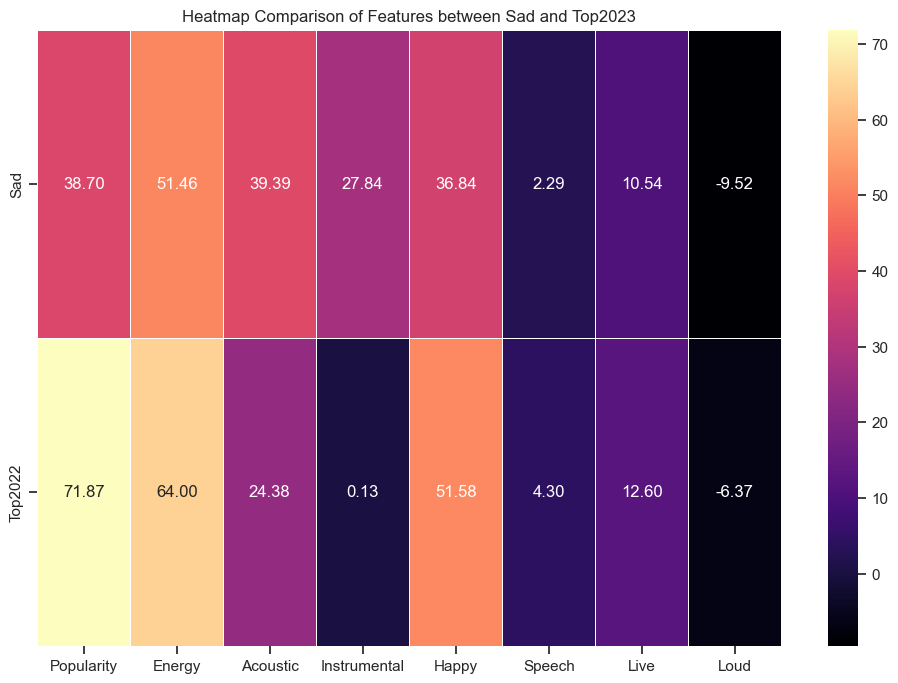 Heatmap Comparison of Features between Sad and Top2023
Sad
38.70 51.46 39.39 27.84 36.84 2.29 10.54 -9.52
Top2022
71.87 64.00 24.38 0.13 51.58 4.30 12.60 -6.37
Popularity Energy Acoustic Instrumental Happy Speech Live Loud
70
60
50
40
30
20
10
0